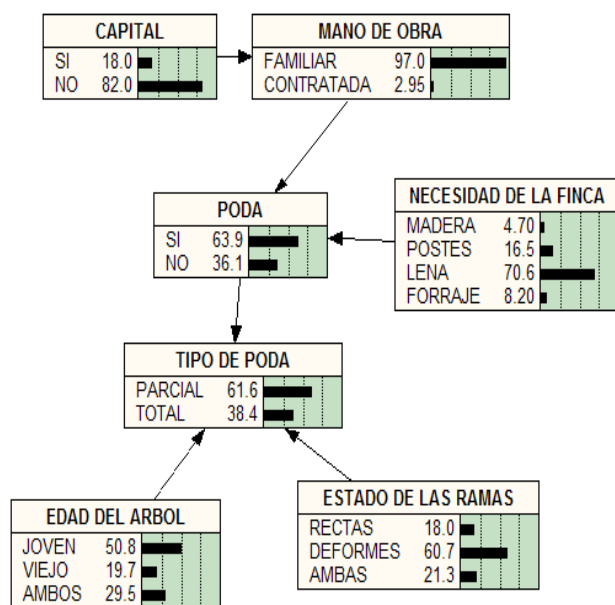 CAPITAL
SI 18.0
NO 82.0
MANO DE OBRA
FAMILIAR 97.0
CONTRATADA 2.95
PODA
SI 63.9
NO 36.1
NECESIDAD DE LA FINCA
MADERA 4.70
POSTES 16.5
LENA 70.6
FORRAJE 8.20
TIPO DE PODA
PARCIAL 61.6
TOTAL 38.4
EDAD DEL ARBOL
JOVEN 50.8
VIEJO 19.7
AMBOS 29.5
ESTADO DE LAS RAMAS
RECTAS 18.0
DEFORMES 60.7
AMBAS 21.3